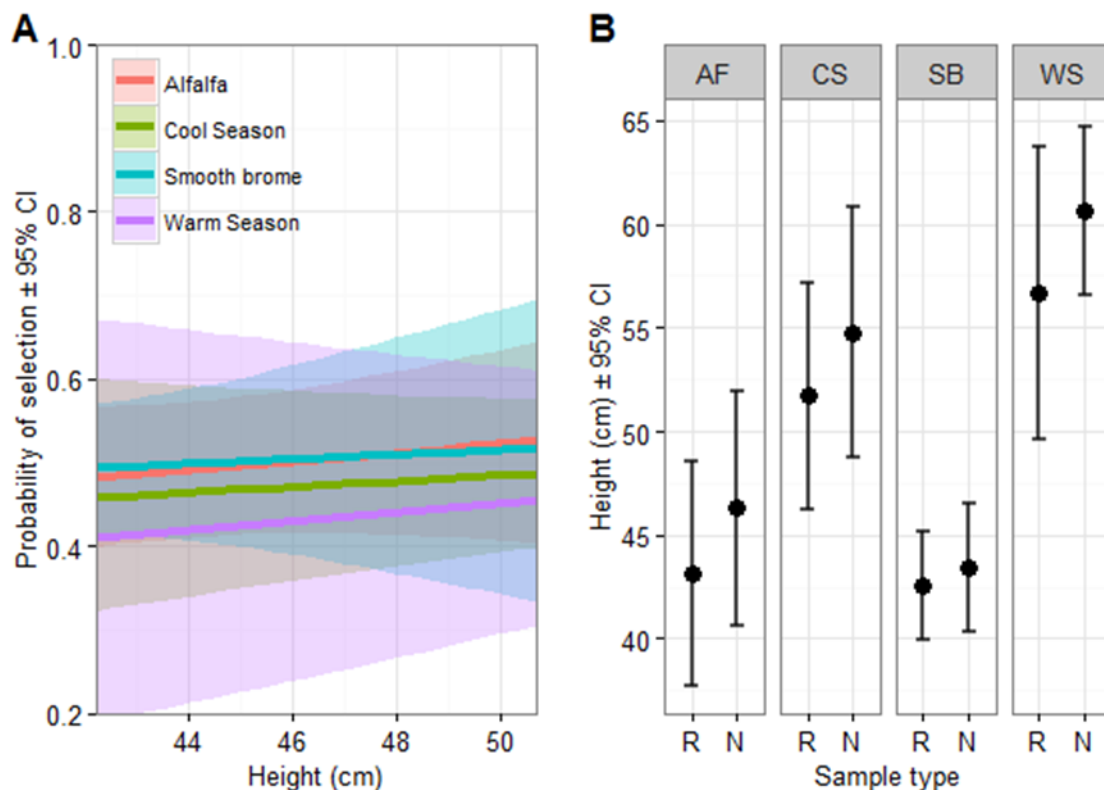 A
1.0
0.8
0.6
0.4
0.2
Probability of selection ± 95% CI
Alfalfa
Cool Season
Smooth brome
Warm Season
44 46 48 50
Height (cm)
B
AF CS SB WS
65
60
55
50
45
40
Height (cm) ± 95% CI
R N R N R N R N
Sample type